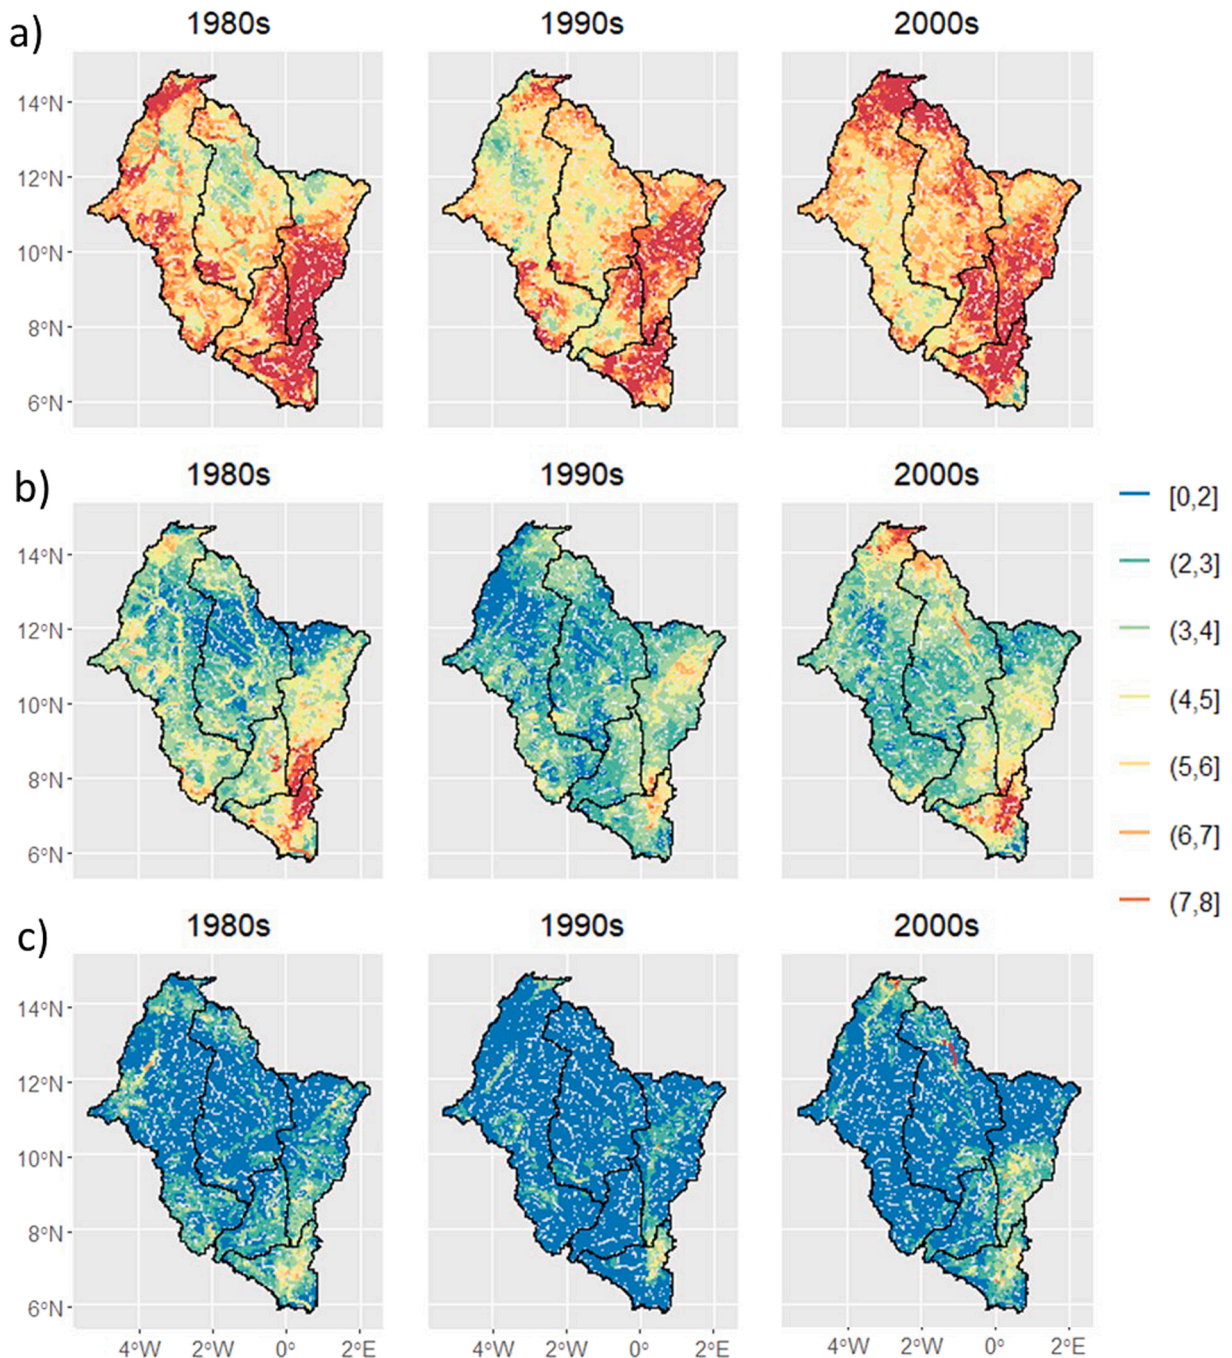 a)
1980s 1990s 2000s
14°N
12°N
10°N
8°N
6°N
b)
1980s 1990s 2000s
14°N
12°N
10°N
8°N
6°N
[0,2]
(2,3]
(3,4]
(4,5]
(5,6]
(6,7]
(7,8]
c)
1980s 1990s 2000s
14°N
12°N
10°N
8°N
6°N
4°W 2°W 0° 2°E 4°W 2°W 0° 2°E 4°W 2°W 0° 2°E